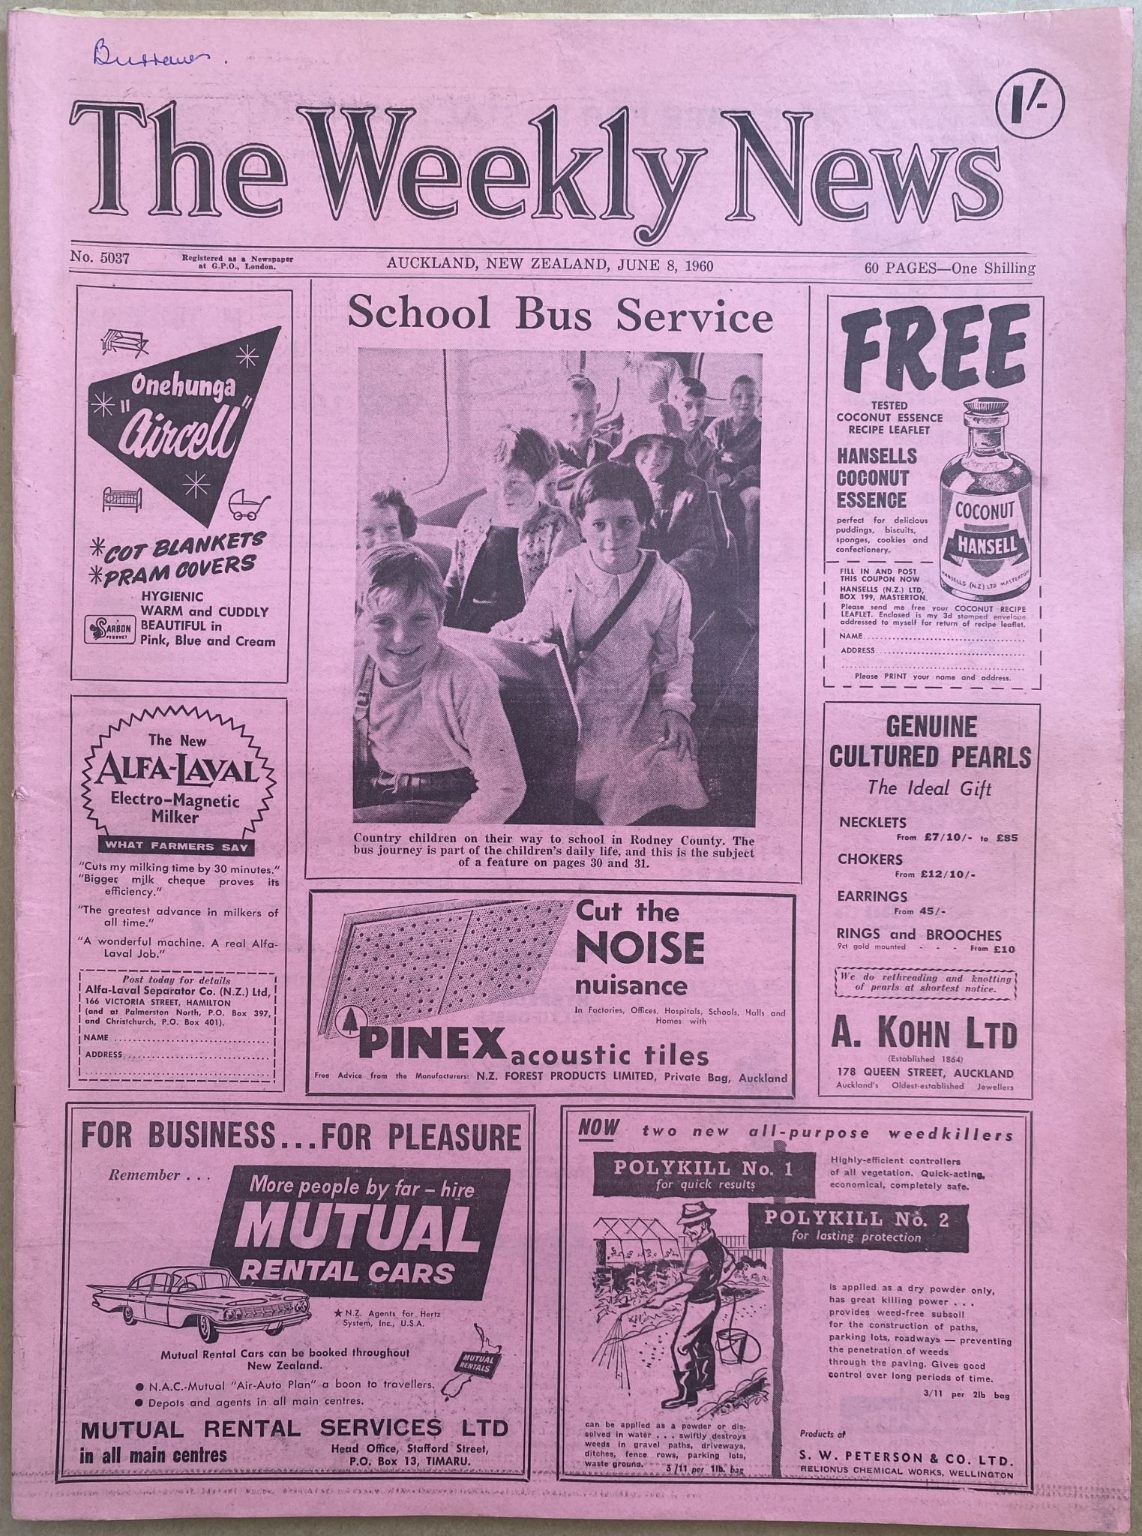 1/-
The Weekly News
No. 5037
Registered as a Newspaper
at G.P.O., London.
AUCKLAND, NEW ZEALAND, JUNE 8, 1960
60 PAGES—One Shilling
Onehunga
"Aircell"
*COT BLANKETS
*PRAM COVERS
HYGIENIC
WARM and CUDDLY
BEAUTIFUL in
Pink, Blue and Cream
SARBON
PRODUCT
School Bus Service
Country children on their way to school in Rodney County. The
bus journey is part of the children's daily life, and this is the subject
of a feature on pages 30 and 31.
FREE
TESTED
COCONUT ESSENCE
RECIPE LEAFLET
HANSELLS
COCONUT
ESSENCE
perfect for delicious
puddings, biscuits,
sponges, cookies and
confectionery.
COCONUT
HANSELL
HANSELLS (N.Z.) LTD MASTERTON
FILL IN AND POST
THIS COUPON NOW
HANSELLS (N.Z.) LTD,
BOX 199, MASTERTON.
Please send me free your COCONUT RECIPE
LEAFLET. Enclosed is my 3d stamped envelope
addressed to myself for return of recipe leaflet.
NAME
ADDRESS
Please PRINT your name and address.
The New
ALFA-LAVAL
Electro-Magnetic
Milker
WHAT FARMERS SAY
"Cuts my milking time by 30 minutes."
"Bigger milk cheque proves its
efficiency."
"The greatest advance in milkers of
all time."
"A wonderful machine. A real Alfa-
Laval Job."
Post today for details
Alfa-Laval Separator Co. (N.Z.) Ltd,
166 VICTORIA STREET, HAMILTON
(and at Palmerston North, P.O. Box 397,
and Christchurch, P.O. Box 401).
NAME
ADDRESS
Cut the
NOISE
nuisance
In Factories, Offices, Hospitals, Schools, Halls and
Homes with
PINEX acoustic tiles
Free Advice from the Manufacturers: N.Z. FOREST PRODUCTS LIMITED, Private Bag, Auckland
GENUINE
CULTURED PEARLS
The Ideal Gift
NECKLETS
From £7/10/- to £85
CHOKERS
From £12/10/-
EARRINGS
From 45/-
RINGS and BROOCHES
9ct gold mounted - - - From £10
We do rethreading and knotting
of pearls at shortest notice.
A. KOHN LTD
(Established 1864)
178 QUEEN STREET, AUCKLAND
Auckland's Oldest-established Jewellers
FOR BUSINESS...FOR PLEASURE
Remember . . .
More people by far – hire
MUTUAL
RENTAL CARS
★ N.Z. Agents for Hertz
System, Inc., U.S.A.
MUTUAL
RENTALS
Mutual Rental Cars can be booked throughout
New Zealand.
● N.A.C.-Mutual "Air-Auto Plan" a boon to travellers.
● Depots and agents in all main centres.
MUTUAL RENTAL SERVICES LTD
in all main centres
Head Office, Stafford Street,
P.O. Box 13, TIMARU.
NOW two new all-purpose weedkillers
POLYKILL No. 1
for quick results
Highly-efficient controllers
of all vegetation. Quick-acting,
economical, completely safe.
POLYKILL No. 2
for lasting protection
is applied as a dry powder only,
has great killing power . . .
provides weed-free subsoil
for the construction of paths,
parking lots, roadways — preventing
the penetration of weeds
through the paving. Gives good
control over long periods of time.
3/11 per 2lb bag
can be applied as a powder or dis-
solved in water . . . swiftly destroys
weeds in gravel paths, driveways,
ditches, fence rows, parking lots,
waste ground.
3/11 per 1lb. bag
Products of
S. W. PETERSON & CO. LTD.
RELIONUS CHEMICAL WORKS, WELLINGTON